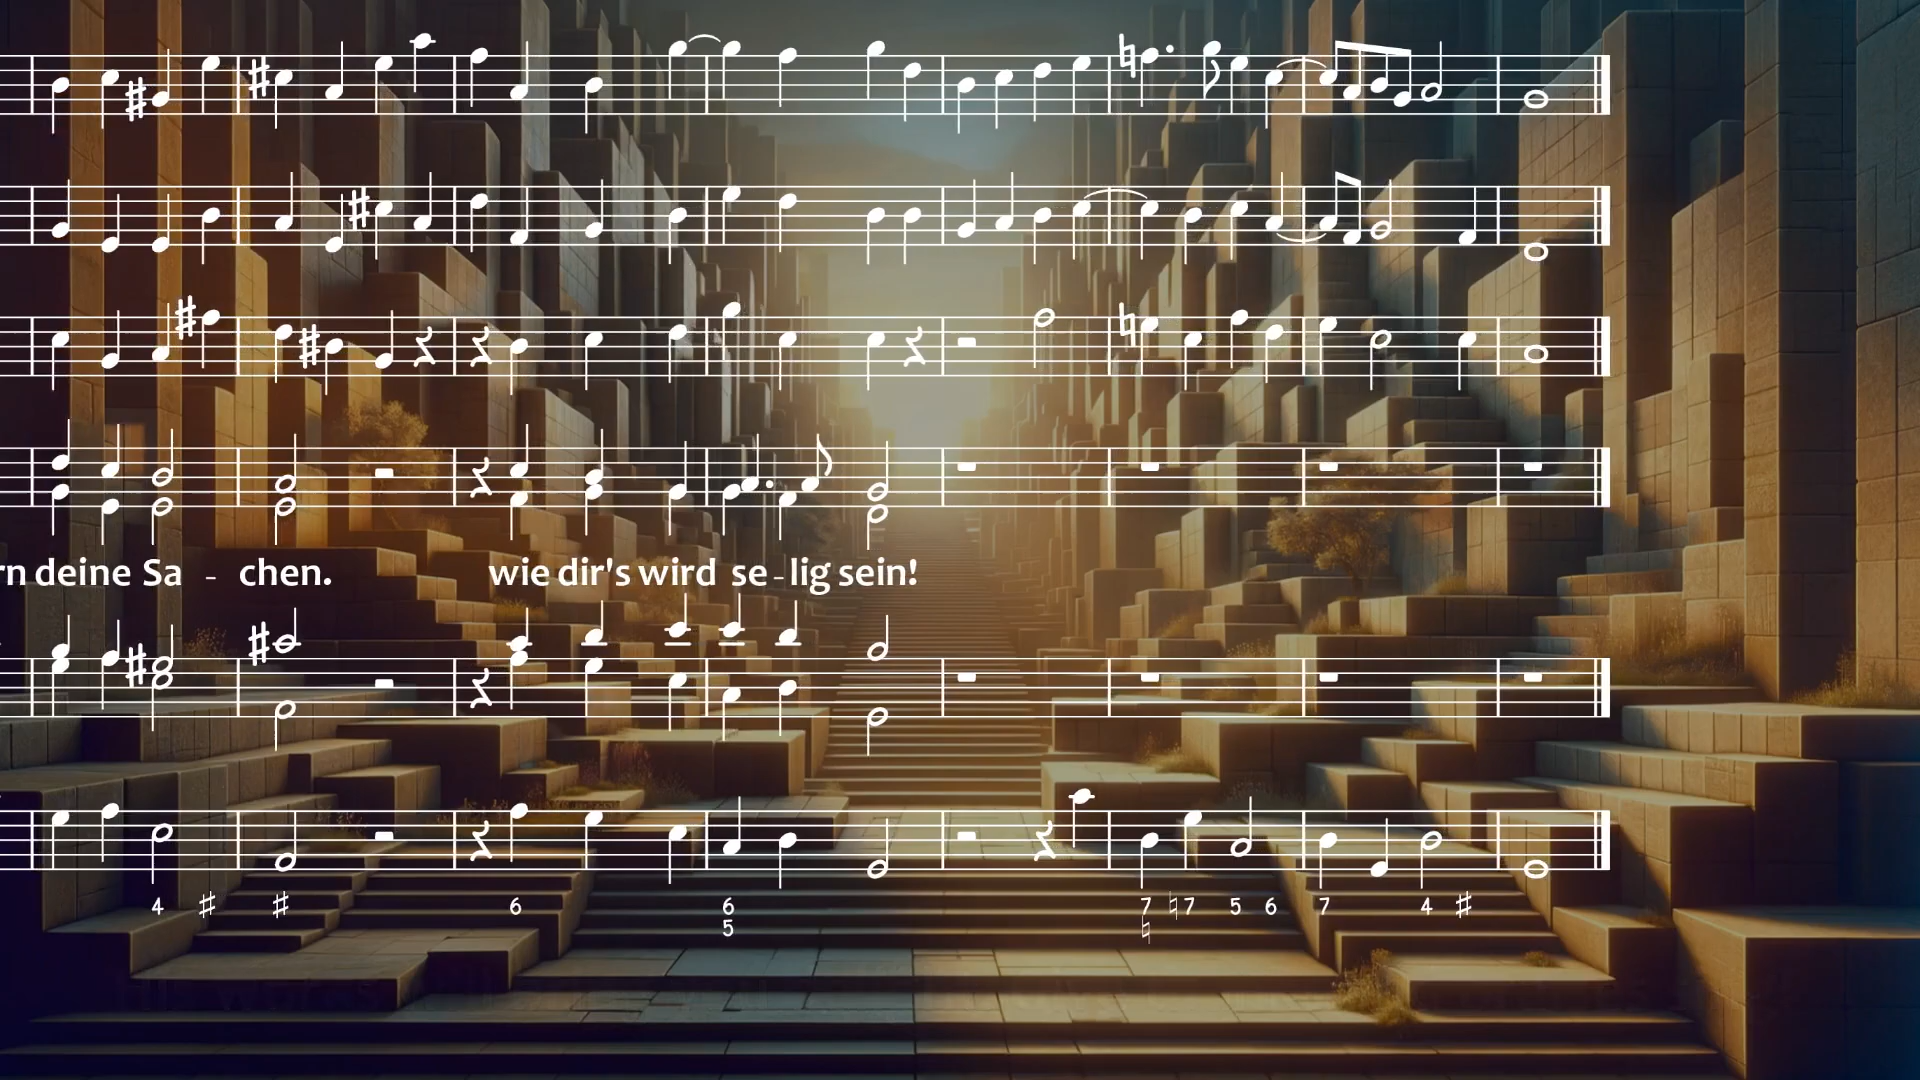 rn deine Sa - chen. wie dir's wird se - lig sein!
4 ♯ ♯ 6 6 7 ♮7 5 6 7 4 ♯
5 ♮